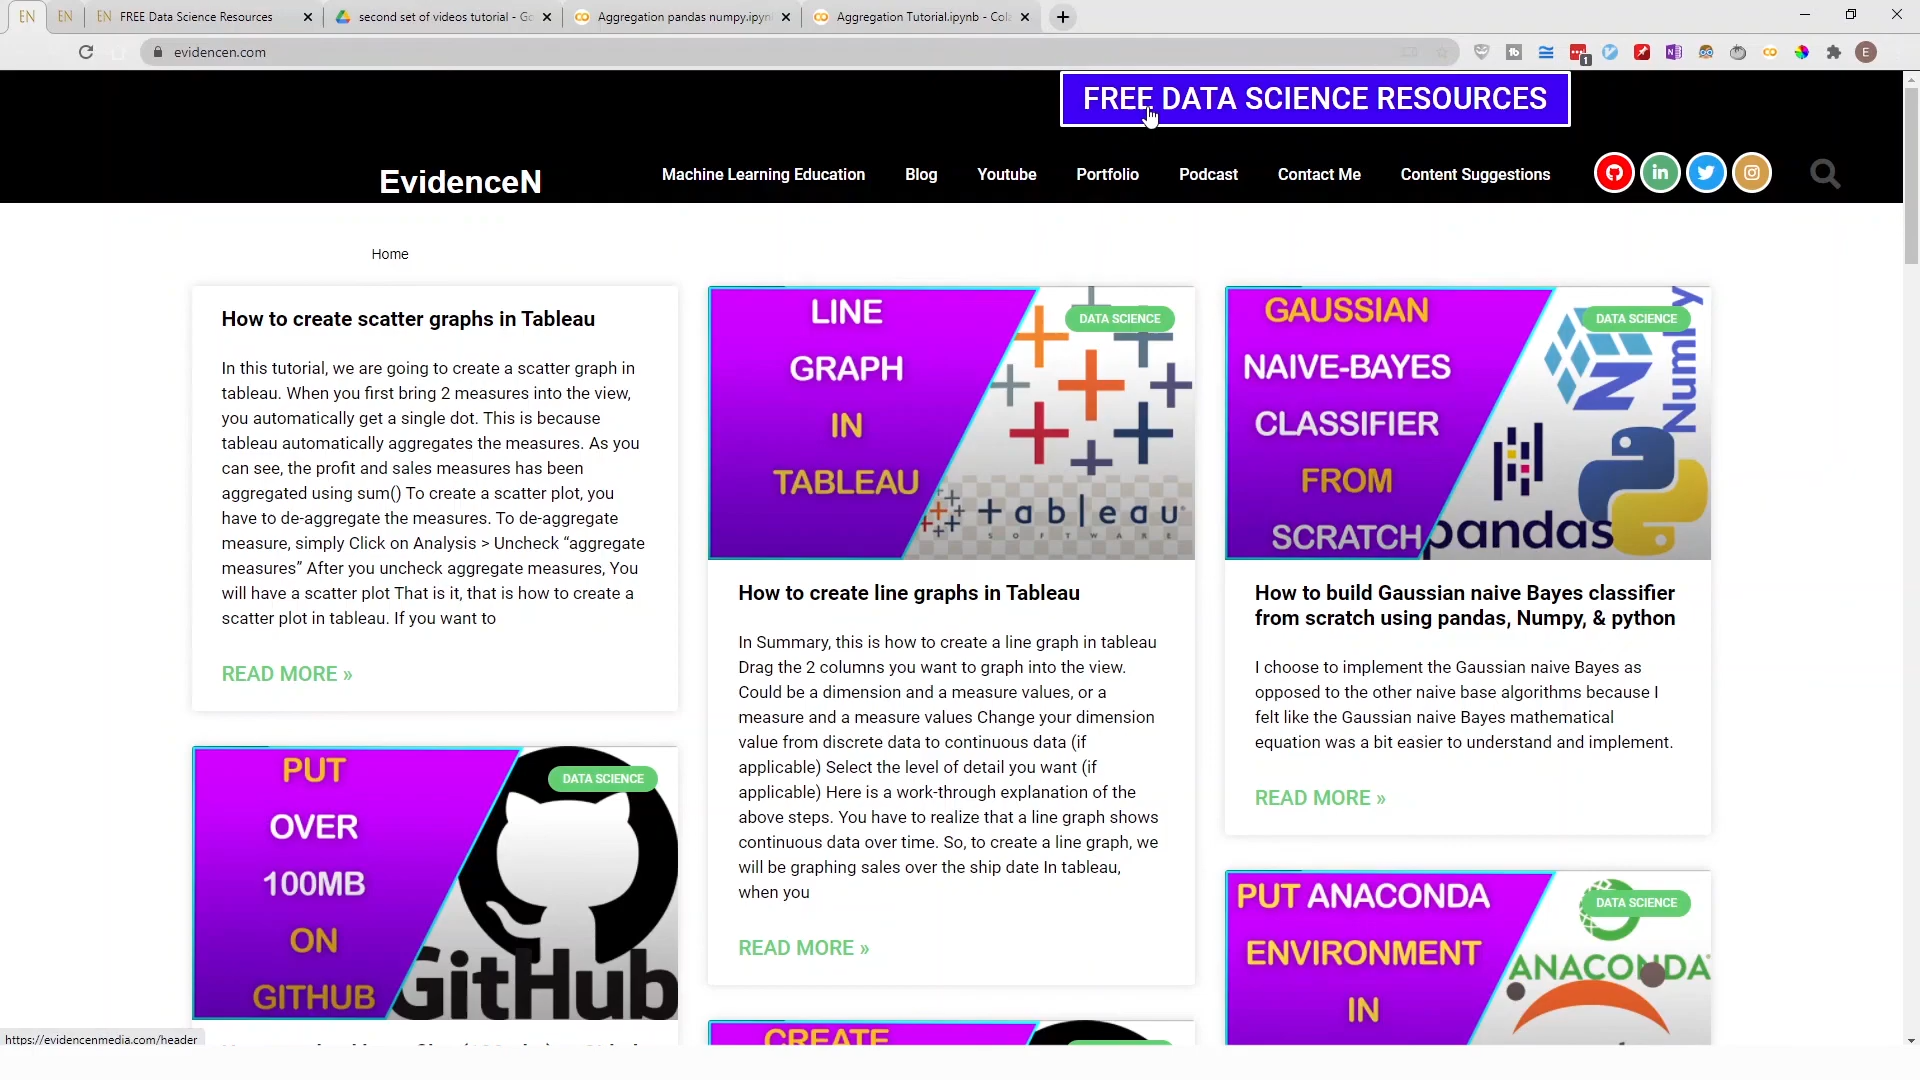 EN
EN
EN FREE Data Science Resources
second set of videos tutorial - Go
Aggregation pandas numpy.ipyn
Aggregation Tutorial.ipynb - Cola
evidencen.com
1
E
FREE DATA SCIENCE RESOURCES
EvidenceN
Machine Learning Education
Blog
Youtube
Portfolio
Podcast
Contact Me
Content Suggestions
Home
How to create scatter graphs in Tableau
In this tutorial, we are going to create a scatter graph in
tableau. When you first bring 2 measures into the view,
you automatically get a single dot. This is because
tableau automatically aggregates the measures. As you
can see, the profit and sales measures has been
aggregated using sum() To create a scatter plot, you
have to de-aggregate the measures. To de-aggregate
measure, simply Click on Analysis > Uncheck “aggregate
measures” After you uncheck aggregate measures, You
will have a scatter plot That is it, that is how to create a
scatter plot in tableau. If you want to
READ MORE »
PUT
OVER
100MB
ON
GITHUB
DATA SCIENCE
GitHub
LINE
GRAPH
IN
TABLEAU
DATA SCIENCE
+ a b | e a u
S O F T W A R E
How to create line graphs in Tableau
In Summary, this is how to create a line graph in tableau
Drag the 2 columns you want to graph into the view.
Could be a dimension and a measure values, or a
measure and a measure values Change your dimension
value from discrete data to continuous data (if
applicable) Select the level of detail you want (if
applicable) Here is a work-through explanation of the
above steps. You have to realize that a line graph shows
continuous data over time. So, to create a line graph, we
will be graphing sales over the ship date In tableau,
when you
READ MORE »
CREATE
GAUSSIAN
NAIVE-BAYES
CLASSIFIER
FROM
SCRATCH
DATA SCIENCE
NumPy
pandas
How to build Gaussian naive Bayes classifier
from scratch using pandas, Numpy, & python
I choose to implement the Gaussian naive Bayes as
opposed to the other naive base algorithms because I
felt like the Gaussian naive Bayes mathematical
equation was a bit easier to understand and implement.
READ MORE »
PUT ANACONDA
ENVIRONMENT
IN
DATA SCIENCE
ANACONDA
https://evidencenmedia.com/header